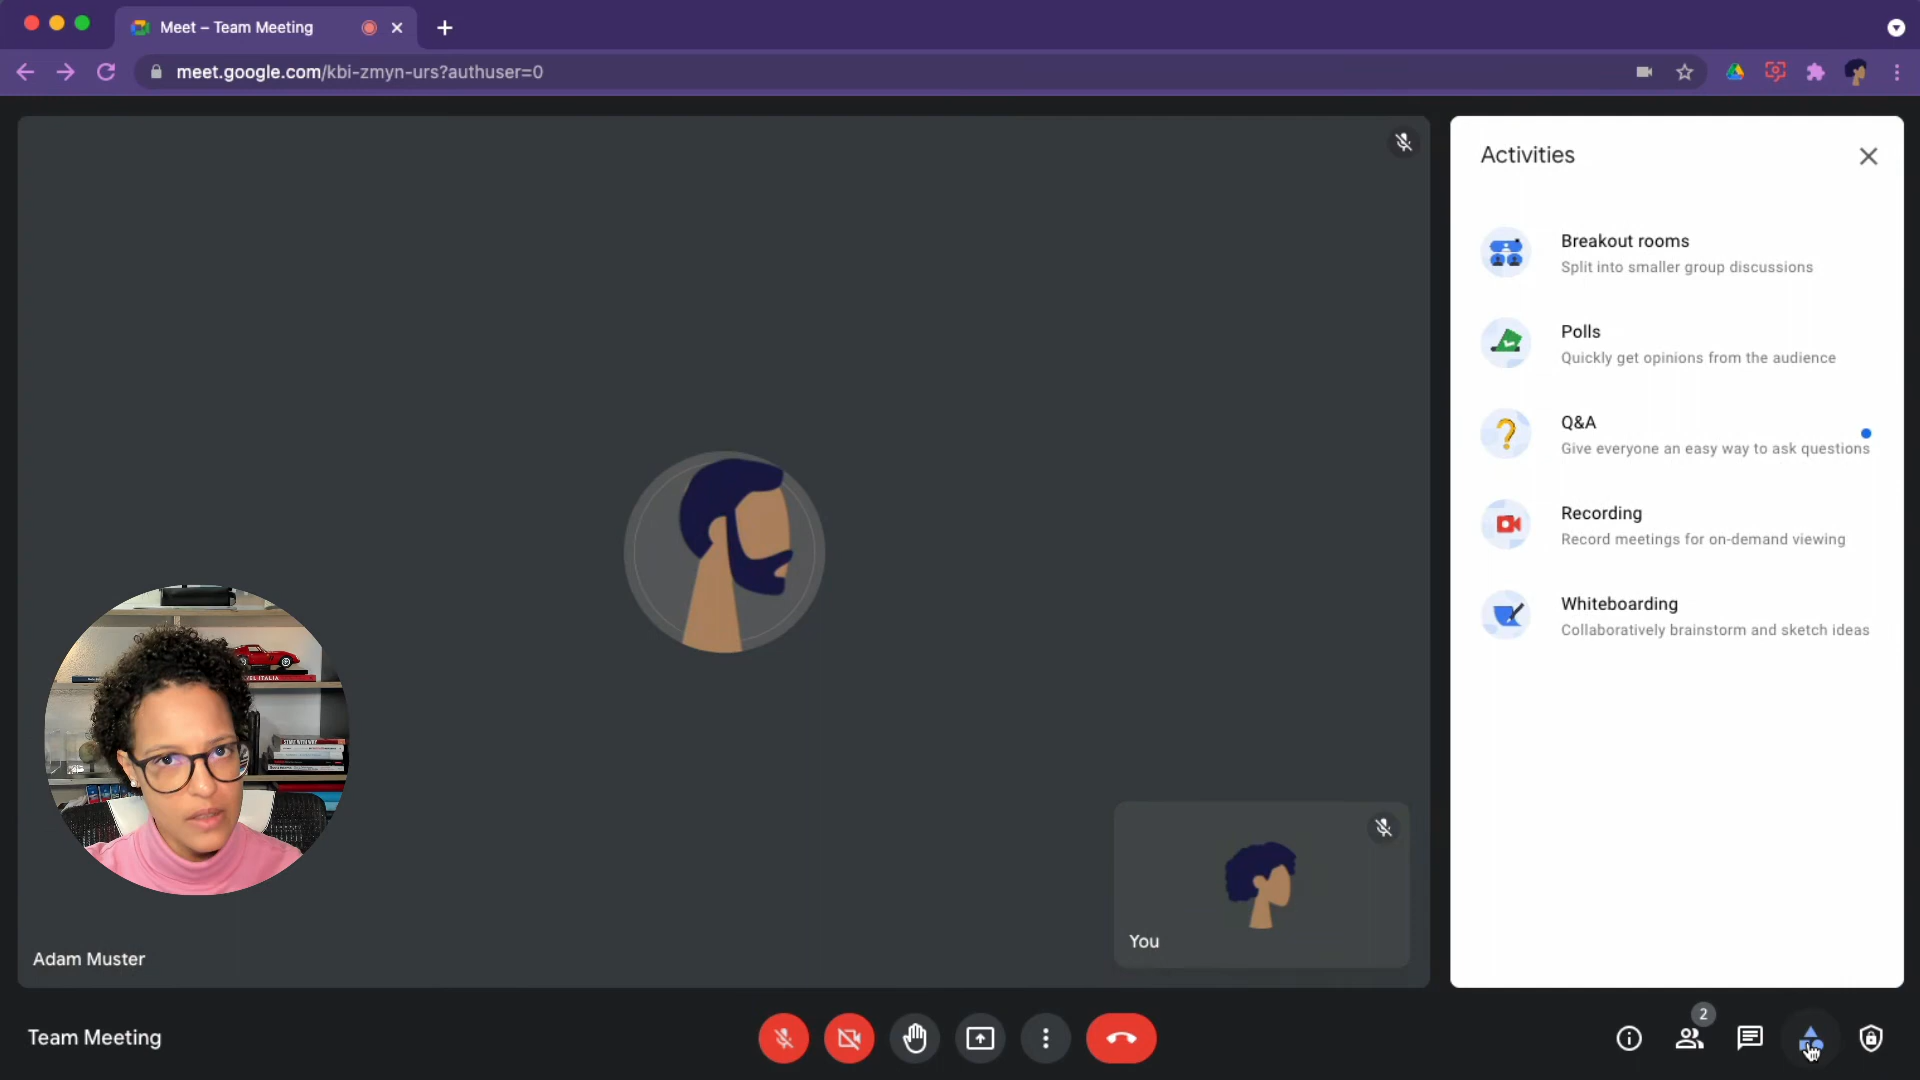 Meet – Team Meeting
meet.google.com/kbi-zmyn-urs?authuser=0
Activities
Breakout rooms
Split into smaller group discussions
Polls
Quickly get opinions from the audience
Q&A
Give everyone an easy way to ask questions
Recording
Record meetings for on-demand viewing
Whiteboarding
Collaboratively brainstorm and sketch ideas
You
Adam Muster
Team Meeting
2